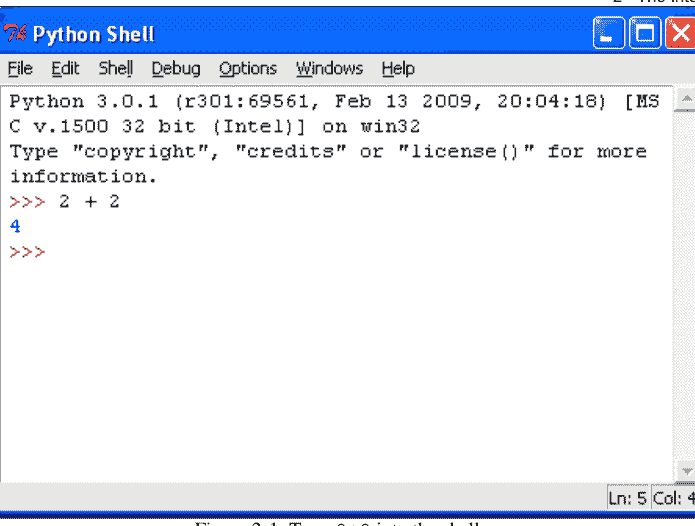 Python Shell
File Edit Shell Debug Options Windows Help
Python 3.0.1 (r301:69561, Feb 13 2009, 20:04:18) [MS
C v.1500 32 bit (Intel)] on win32
Type "copyright", "credits" or "license()" for more
information.
>>> 2 + 2
4
>>>
Ln: 5 Col: 4